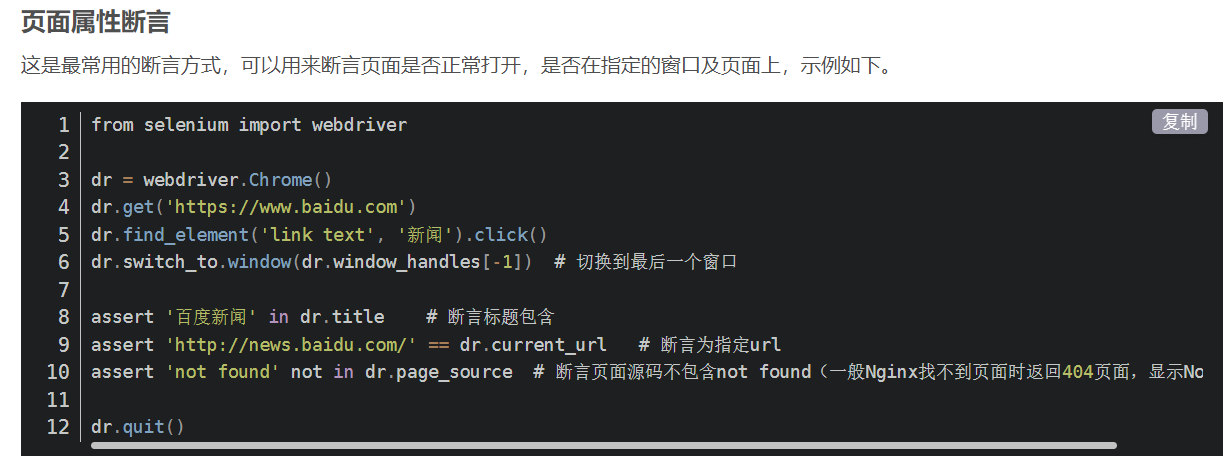 页面属性断言
这是最常用的断言方式，可以用来断言页面是否正常打开，是否在指定的窗口及页面上，示例如下。
复制
1 from selenium import webdriver
2
3 dr = webdriver.Chrome()
4 dr.get('https://www.baidu.com')
5 dr.find_element('link text', '新闻').click()
6 dr.switch_to.window(dr.window_handles[-1])  # 切换到最后一个窗口
7
8 assert '百度新闻' in dr.title    # 断言标题包含
9 assert 'http://news.baidu.com/' == dr.current_url   # 断言为指定url
10 assert 'not found' not in dr.page_source  # 断言页面源码不包含not found（一般Nginx找不到页面时返回404页面，显示No
11
12 dr.quit()